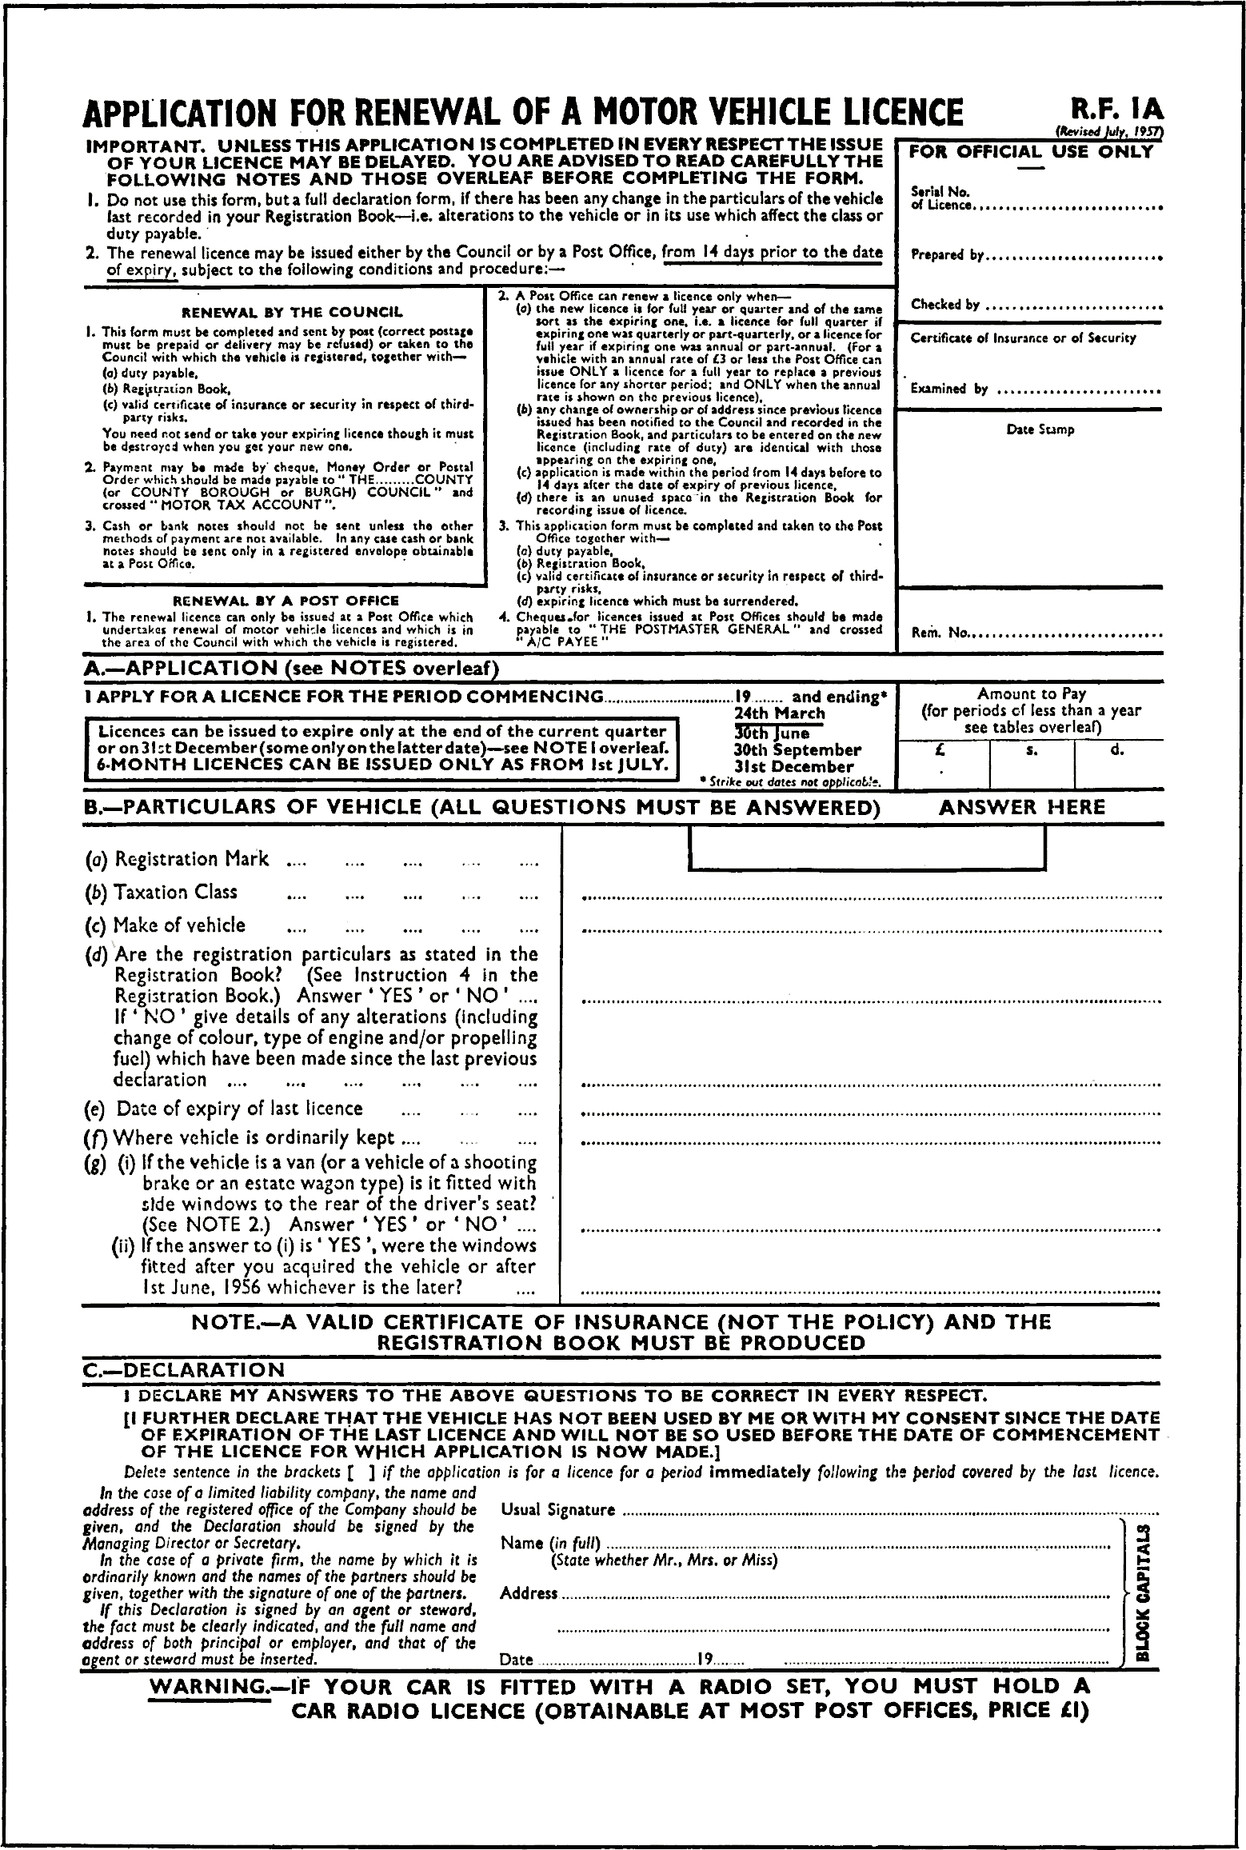 APPLICATION FOR RENEWAL OF A MOTOR VEHICLE LICENCE
R.F. 1A
(Revised July, 1957)
IMPORTANT. UNLESS THIS APPLICATION IS COMPLETED IN EVERY RESPECT THE ISSUE
OF YOUR LICENCE MAY BE DELAYED. YOU ARE ADVISED TO READ CAREFULLY THE
FOLLOWING NOTES AND THOSE OVERLEAF BEFORE COMPLETING THE FORM.
1. Do not use this form, but a full declaration form, if there has been any change in the particulars of the vehicle
last recorded in your Registration Book—i.e. alterations to the vehicle or in its use which affect the class or
duty payable.
2. The renewal licence may be issued either by the Council or by a Post Office, from 14 days prior to the date
of expiry, subject to the following conditions and procedure:—
RENEWAL BY THE COUNCIL
1. This form must be completed and sent by post (correct postage
must be prepaid or delivery may be refused) or taken to the
Council with which the vehicle is registered, together with—
(a) duty payable,
(b) Registration Book,
(c) valid certificate of insurance or security in respect of third-
party risks.
You need not send or take your expiring licence though it must
be destroyed when you get your new one.
2. Payment may be made by cheque, Money Order or Postal
Order which should be made payable to " THE.........COUNTY
(or COUNTY BOROUGH or BURGH) COUNCIL " and
crossed " MOTOR TAX ACCOUNT ".
3. Cash or bank notes should not be sent unless the other
methods of payment are not available. In any case cash or bank
notes should be sent only in a registered envelope obtainable
at a Post Office.
RENEWAL BY A POST OFFICE
1. The renewal licence can only be issued at a Post Office which
undertakes renewal of motor vehicle licences and which is in
the area of the Council with which the vehicle is registered.
2. A Post Office can renew a licence only when—
(a) the new licence is for full year or quarter and of the same
sort as the expiring one, i.e. a licence for full quarter if
expiring one was quarterly or part-quarterly, or a licence for
full year if expiring one was annual or part-annual. (For a
vehicle with an annual rate of £3 or less the Post Office can
issue ONLY a licence for a full year to replace a previous
licence for any shorter period; and ONLY when the annual
rate is shown on the previous licence),
(b) any change of ownership or of address since previous licence
issued has been notified to the Council and recorded in the
Registration Book, and particulars to be entered on the new
licence (including rate of duty) are identical with those
appearing on the expiring one,
(c) application is made within the period from 14 days before to
14 days after the date of expiry of previous licence,
(d) there is an unused space in the Registration Book for
recording issue of licence.
3. This application form must be completed and taken to the Post
Office together with—
(a) duty payable,
(b) Registration Book,
(c) valid certificate of insurance or security in respect of third-
party risks,
(d) expiring licence which must be surrendered.
4. Cheques for licences issued at Post Offices should be made
payable to " THE POSTMASTER GENERAL " and crossed
" A/C PAYEE "
FOR OFFICIAL USE ONLY
Serial No.
of Licence............................
Prepared by............................
Checked by ............................
Certificate of Insurance or of Security
Examined by ............................
Date Stamp
Rem. No.............................
A.—APPLICATION (see NOTES overleaf)
I APPLY FOR A LICENCE FOR THE PERIOD COMMENCING..............................19....... and ending*
24th March
30th June
30th September
31st December
* Strike out dates not applicable.
Licences can be issued to expire only at the end of the current quarter
or on 31st December (some only on the latter date)—see NOTE 1 overleaf.
6-MONTH LICENCES CAN BE ISSUED ONLY AS FROM 1st JULY.
Amount to Pay
(for periods of less than a year
see tables overleaf)
£ s. d.
B.—PARTICULARS OF VEHICLE (ALL QUESTIONS MUST BE ANSWERED) ANSWER HERE
(a) Registration Mark .... .... .... .... ....
(b) Taxation Class .... .... .... .... ....
(c) Make of vehicle .... .... .... .... ....
(d) Are the registration particulars as stated in the
Registration Book? (See Instruction 4 in the
Registration Book.) Answer ' YES ' or ' NO ' ....
If ' NO ' give details of any alterations (including
change of colour, type of engine and/or propelling
fuel) which have been made since the last previous
declaration .... .... .... .... .... ....
(e) Date of expiry of last licence .... .... ....
(f) Where vehicle is ordinarily kept .... .... ....
(g) (i) If the vehicle is a van (or a vehicle of a shooting
brake or an estate wagon type) is it fitted with
side windows to the rear of the driver's seat?
(See NOTE 2.) Answer ' YES ' or ' NO ' ....
(ii) If the answer to (i) is ' YES ', were the windows
fitted after you acquired the vehicle or after
1st June, 1956 whichever is the later? ....
NOTE.—A VALID CERTIFICATE OF INSURANCE (NOT THE POLICY) AND THE
REGISTRATION BOOK MUST BE PRODUCED
C.—DECLARATION
I DECLARE MY ANSWERS TO THE ABOVE QUESTIONS TO BE CORRECT IN EVERY RESPECT.
[I FURTHER DECLARE THAT THE VEHICLE HAS NOT BEEN USED BY ME OR WITH MY CONSENT SINCE THE DATE
OF EXPIRATION OF THE LAST LICENCE AND WILL NOT BE SO USED BEFORE THE DATE OF COMMENCEMENT
OF THE LICENCE FOR WHICH APPLICATION IS NOW MADE.]
Delete sentence in the brackets [ ] if the application is for a licence for a period immediately following the period covered by the last licence.
In the case of a limited liability company, the name and
address of the registered office of the Company should be
given, and the Declaration should be signed by the
Managing Director or Secretary.
In the case of a private firm, the name by which it is
ordinarily known and the names of the partners should be
given, together with the signature of one of the partners.
If this Declaration is signed by an agent or steward,
the fact must be clearly indicated, and the full name and
address of both principal or employer, and that of the
agent or steward must be inserted.
Usual Signature ............................
Name (in full) ............................
(State whether Mr., Mrs. or Miss)
Address ............................
Date ............................19.......
BLOCK CAPITALS
WARNING.—IF YOUR CAR IS FITTED WITH A RADIO SET, YOU MUST HOLD A
CAR RADIO LICENCE (OBTAINABLE AT MOST POST OFFICES, PRICE £1)